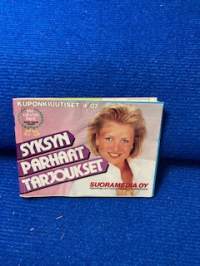 KUPONKIUUTISET
SYKSYN
PARHAAT
TARJOUKSET
SUORAMEDIA OY